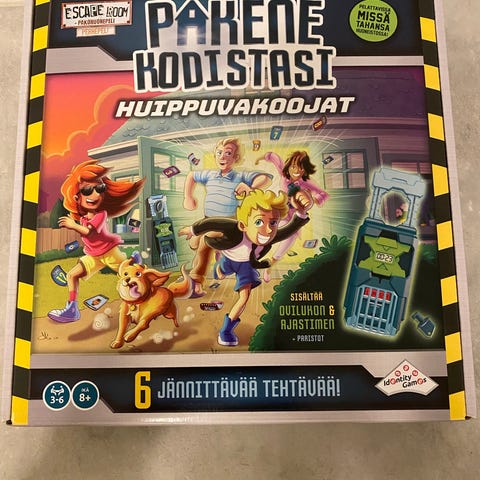 ESCAPE ROOM
PAKOHUONEPELI
PERHEPELI
PELATTAVISSA
MISSÄ
TAHANSA
HUONEISTOSSA!
PAKENE
KODISTASI
HUIPPUVAKOOJAT
SISÄLTÄÄ
OVILUKON &
AJASTIMEN
+ PARISTOT
6 JÄNNITTÄVÄÄ TEHTÄVÄÄ!
3-6
IKÄ
8+
Identity
Games